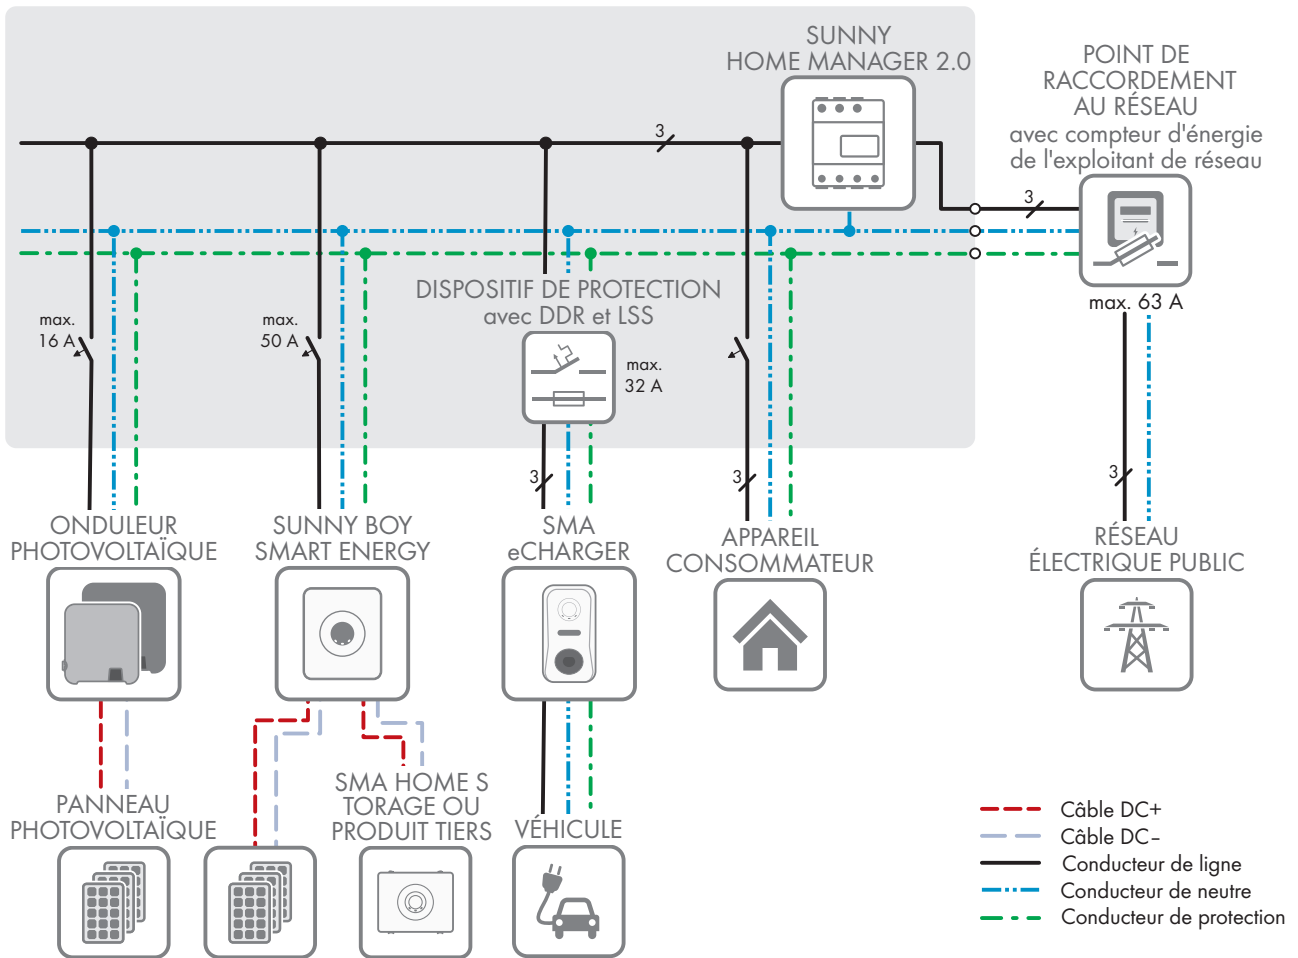 SUNNY
HOME MANAGER 2.0
POINT DE
RACCORDEMENT
AU RÉSEAU
avec compteur d'énergie
de l'exploitant de réseau
3
3
max. 63 A
DISPOSITIF DE PROTECTION
avec DDR et LSS
max.
16 A
max.
50 A
max.
32 A
3
3
3
ONDULEUR
PHOTOVOLTAÏQUE
SUNNY BOY
SMART ENERGY
SMA
eCHARGER
APPAREIL
CONSOMMATEUR
RÉSEAU
ÉLECTRIQUE PUBLIC
PANNEAU
PHOTOVOLTAÏQUE
SMA HOME S
TORAGE OU
PRODUIT TIERS
VÉHICULE
Câble DC+
Câble DC-
Conducteur de ligne
Conducteur de neutre
Conducteur de protection